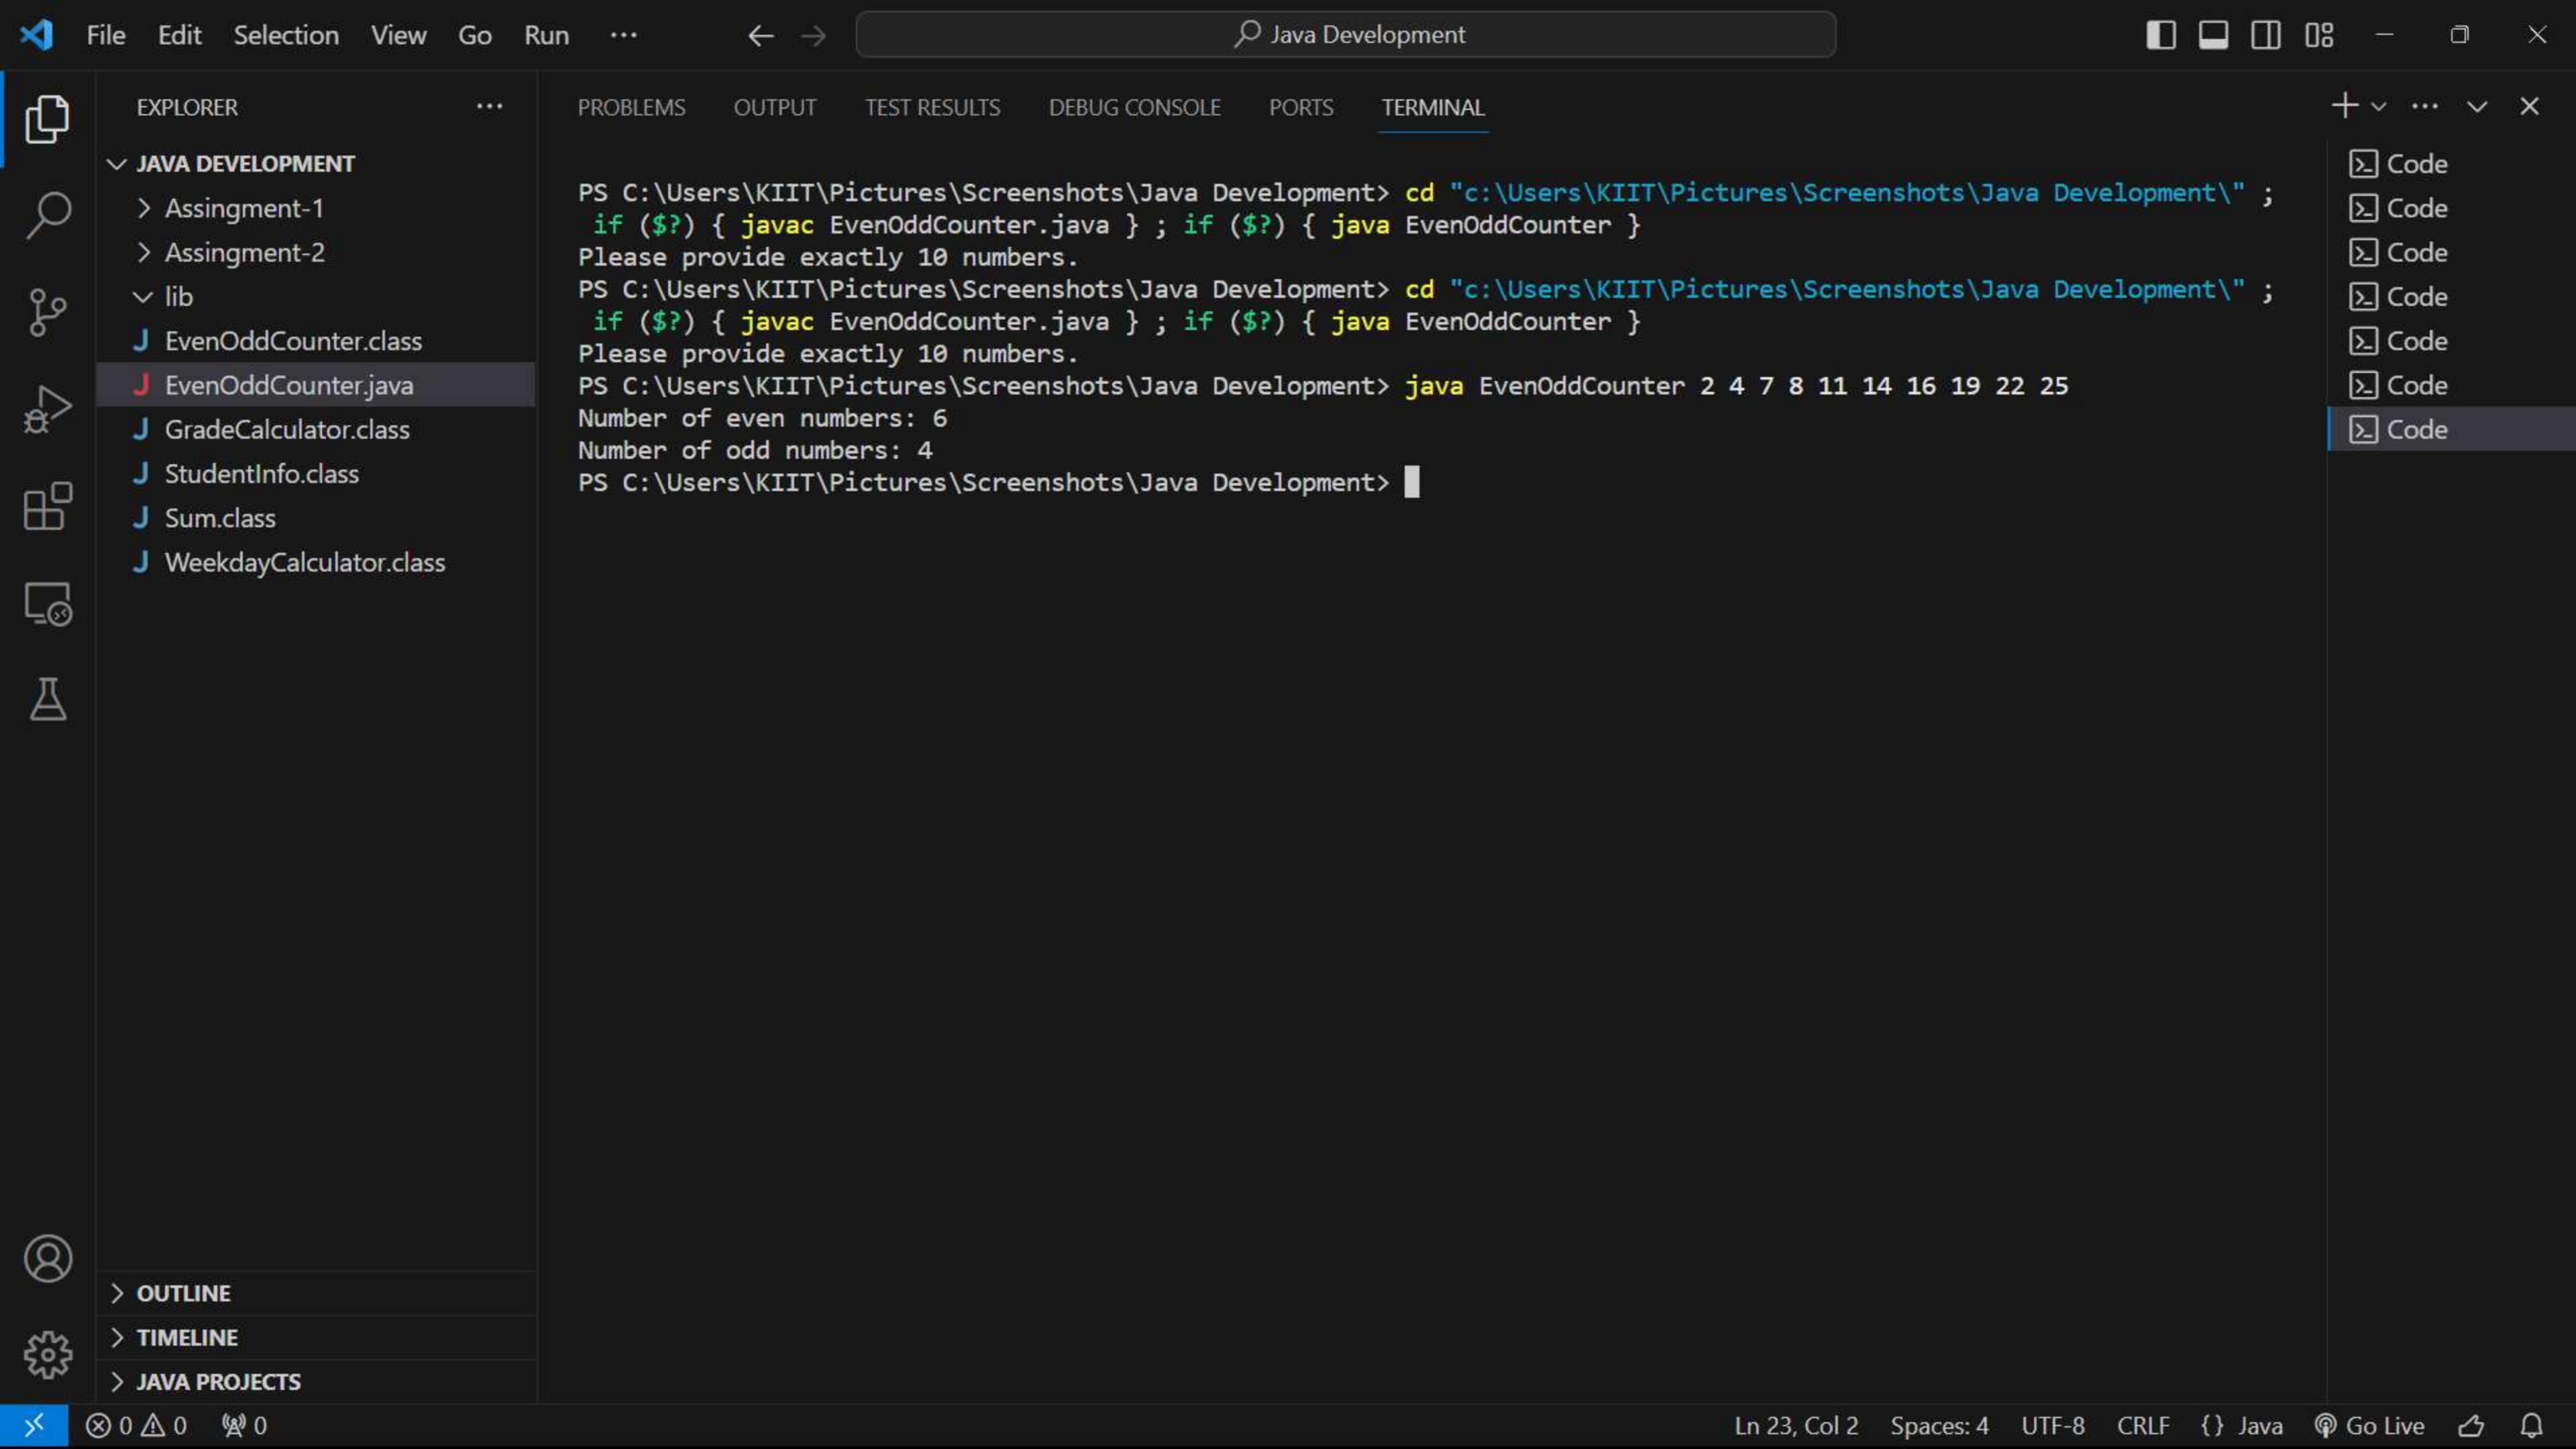 File Edit Selection View Go Run ··· Java Development
EXPLORER ···
JAVA DEVELOPMENT
Assingment-1
Assingment-2
lib
EvenOddCounter.class
EvenOddCounter.java
GradeCalculator.class
StudentInfo.class
Sum.class
WeekdayCalculator.class
OUTLINE
TIMELINE
JAVA PROJECTS
PROBLEMS OUTPUT TEST RESULTS DEBUG CONSOLE PORTS TERMINAL
PS C:\Users\KIIT\Pictures\Screenshots\Java Development> cd "c:\Users\KIIT\Pictures\Screenshots\Java Development\" ;
if ($?) { javac EvenOddCounter.java } ; if ($?) { java EvenOddCounter }
Please provide exactly 10 numbers.
PS C:\Users\KIIT\Pictures\Screenshots\Java Development> cd "c:\Users\KIIT\Pictures\Screenshots\Java Development\" ;
if ($?) { javac EvenOddCounter.java } ; if ($?) { java EvenOddCounter }
Please provide exactly 10 numbers.
PS C:\Users\KIIT\Pictures\Screenshots\Java Development> java EvenOddCounter 2 4 7 8 11 14 16 19 22 25
Number of even numbers: 6
Number of odd numbers: 4
PS C:\Users\KIIT\Pictures\Screenshots\Java Development>
Code
Code
Code
Code
Code
Code
Code
0 0 0 Ln 23, Col 2 Spaces: 4 UTF-8 CRLF {} Java Go Live